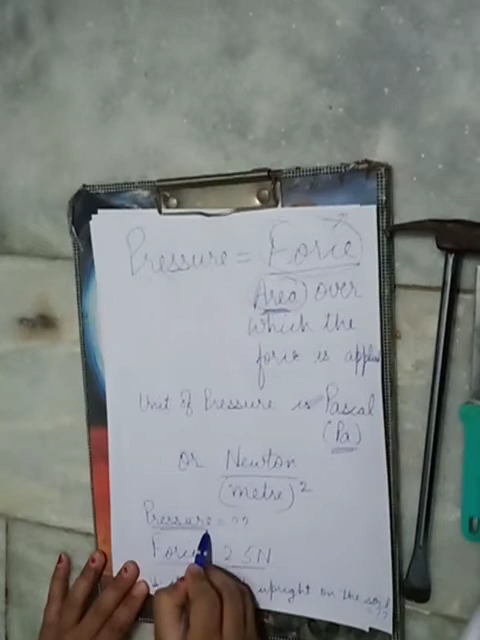 Pressure = Force
Area) over
which the
force is applied
Unit of Pressure is Pascal
(Pa)
or Newton
(metre)²
Pressure = ??
Force 2 5N
upright on the